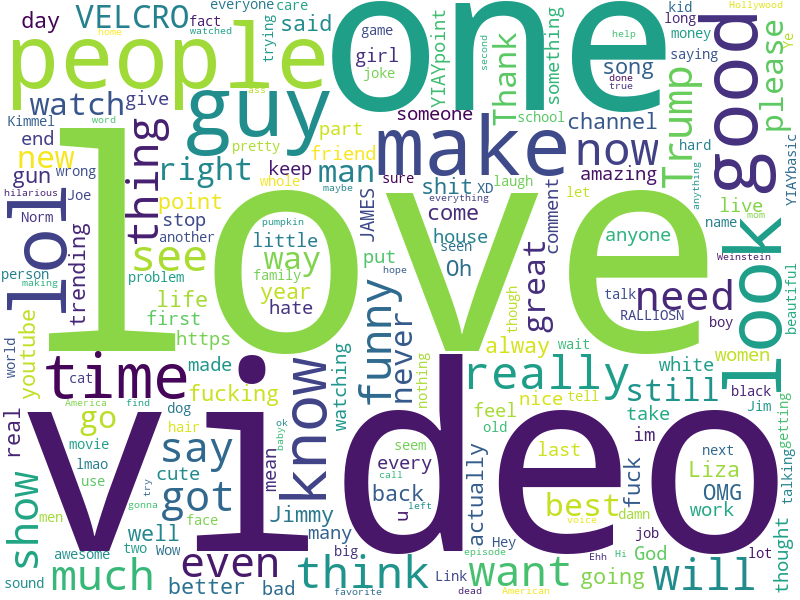 day
VELCRO
fact
everyone
care
watched
home
trying
said
girl
joke
game
kid
long
money
saying
Hollywood
Ye
people
one
guy
YIAYpoint
Thank
something
song
help
done
true
second
ass
good
please
YIAYbasic
watch
give
Kimmel
end
word
pretty
part
friend
someone
channel
school
Trump
new
gun
wrong
hilarious
Joe
thing
right
whole
maybe
keep
man
make
sure
now
amazing
hard
anything
lol
Norm
point
stop
another
JAMES
shit
XD
laugh
everything
come
comment
let
live
name
mom
love
see
pumpkin
little
way
family
house
seen
Oh
anyone
Weinstein
beautiful
person
making
trending
problem
life
year
hate
put
hope
great
though
talk
RALLIOSN
need
boy
look
world
youtube
first
https
funny
never
alway
wait
white
women
time
cat
made
fucking
know
watching
nothing
really
nice
tell
still
black
Jim
getting
America
find
dog
hair
feel
old
take
im
real
go
movie
lmao
use
say
cute
ok
baby
mean
seem
every
call
back
left
u
actually
last
fuck
next
Liza
OMG
talking
video
show
men
try
gonna
got
face
Jimmy
many
best
voice
damn
work
well
awesome
two
Wow
even
big
Hey
episode
Ehh
Hi
God
job
lot
thought
sound
much
better
bad
favorite
think
Link
dead
want
American
going
will